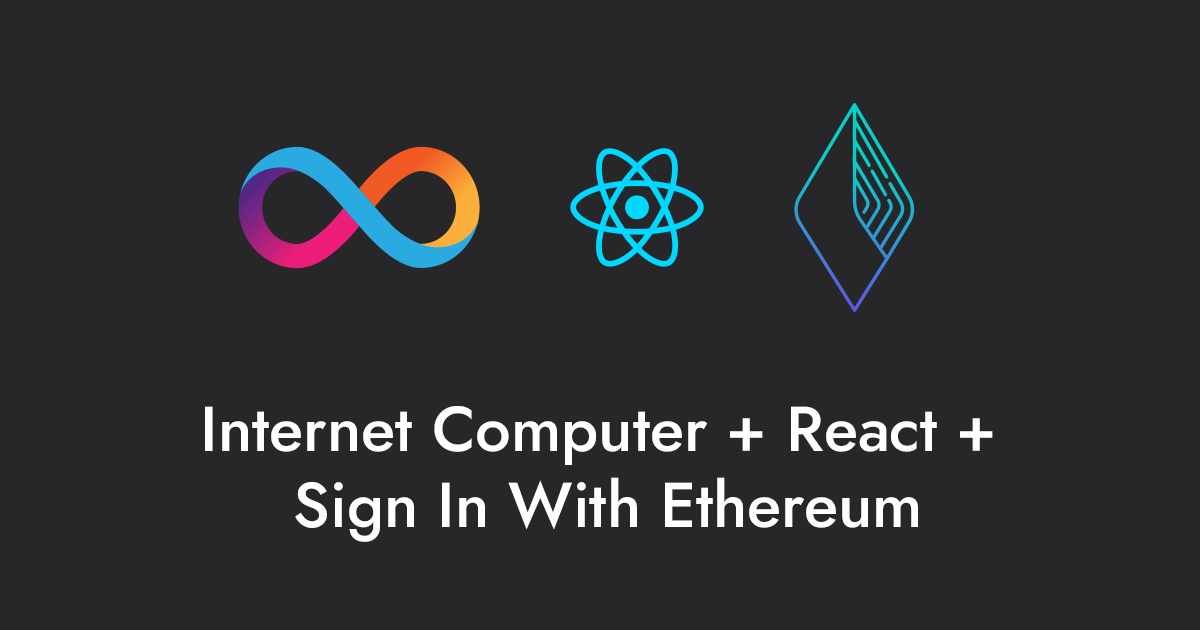 Internet Computer + React +
Sign In With Ethereum